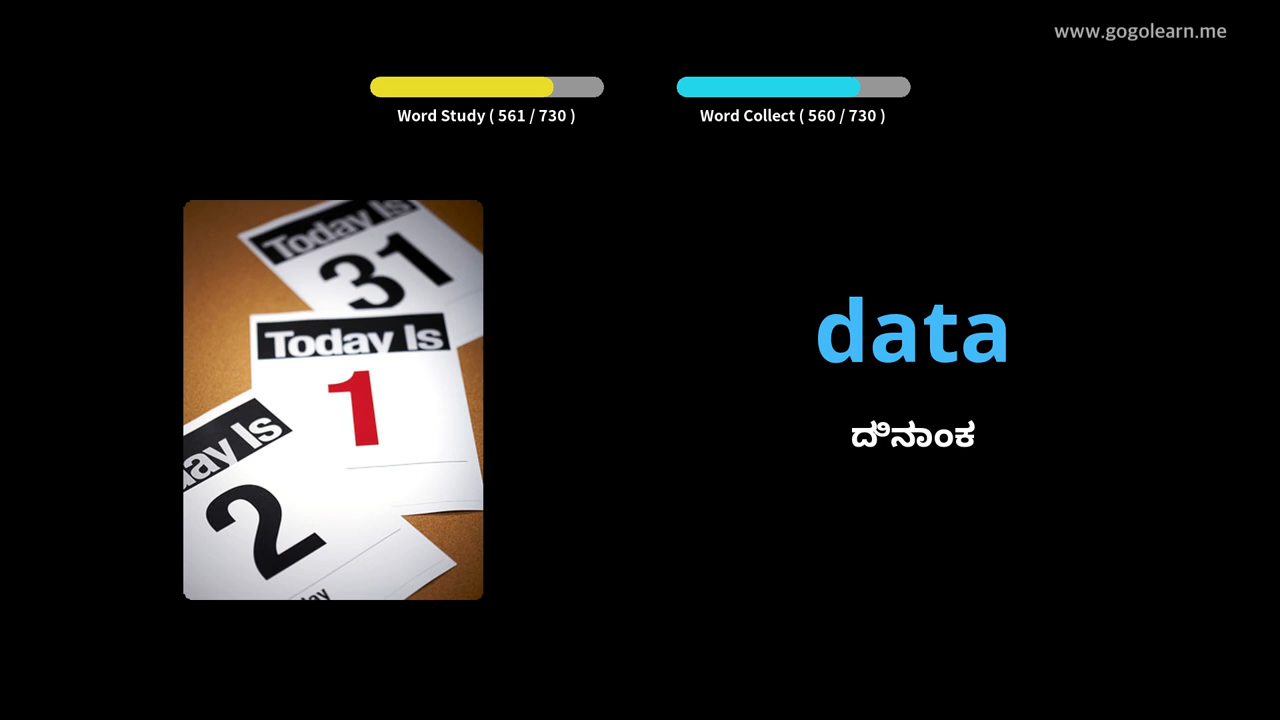 www.gogolearn.me
Word Study ( 561 / 730 )
Word Collect ( 560 / 730 )
Today Is
31
Today Is
1
day Is
2
data
ದಿನಾಂಕ